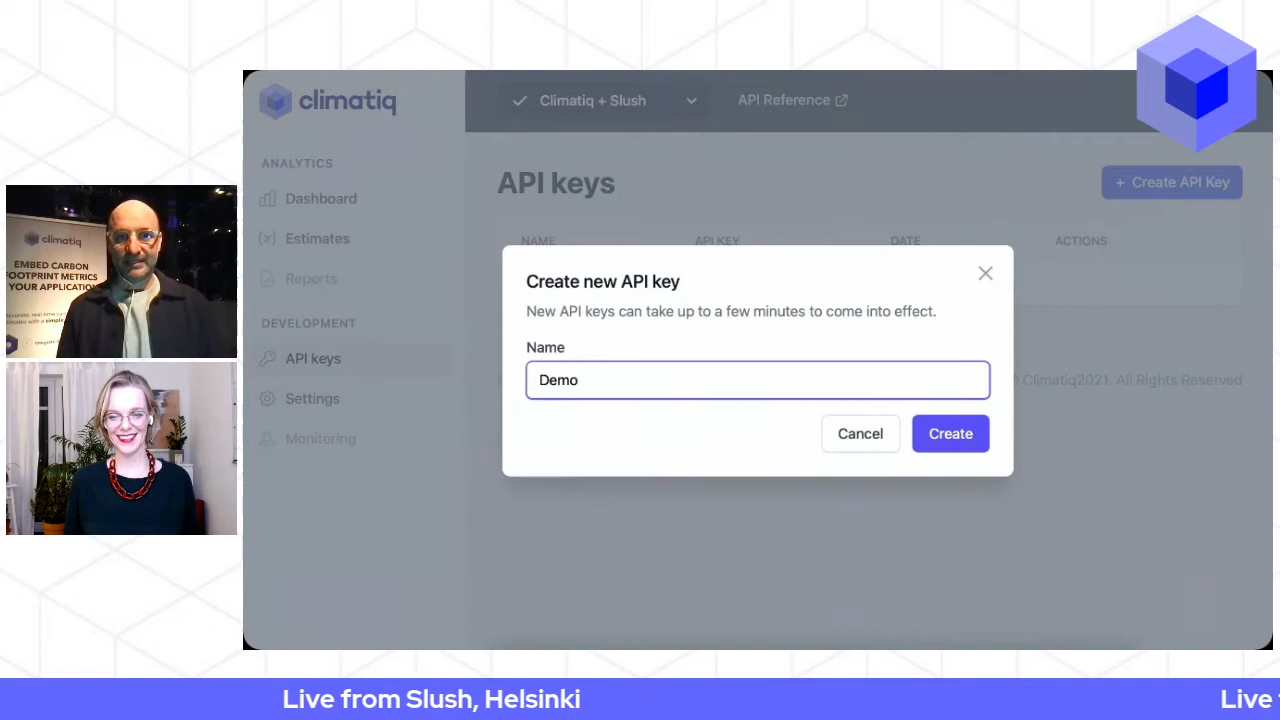 climatiq
EMBED CARBON
FOOTPRINT METRICS
YOUR APPLICATION
climatiq
ANALYTICS
Dashboard
Estimates
Reports
DEVELOPMENT
API keys
Settings
Monitoring
Climatiq + Slush
API Reference
API keys
+ Create API Key
NAME
API KEY
DATE
ACTIONS
Create new API key
New API keys can take up to a few minutes to come into effect.
Name
Demo
Cancel
Create
Climatiq2021. All Rights Reserved
Live from Slush, Helsinki
Live